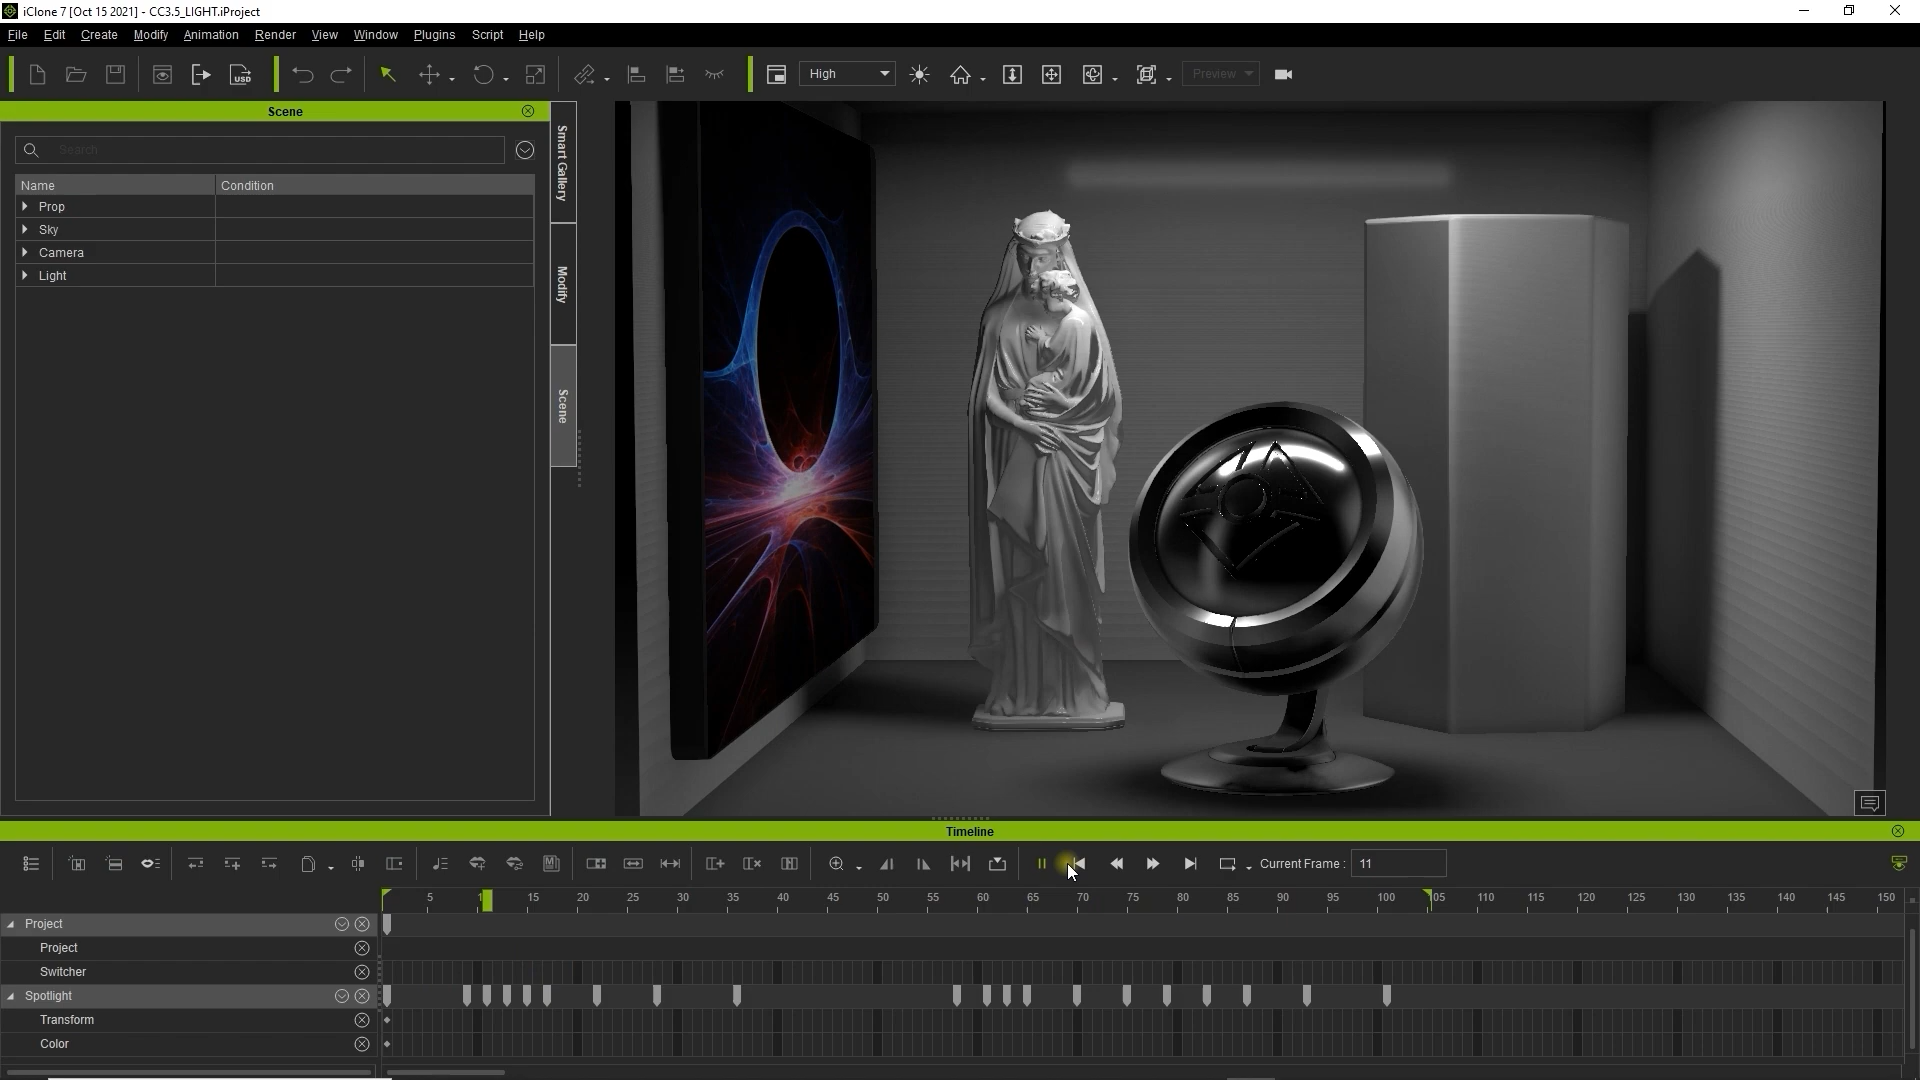 iClone 7 [Oct 15 2021] - CC3.5_LIGHT.iProject
File Edit Create Modify Animation Render View Window Plugins Script Help
USD High Preview
Scene
Search
Name Condition
Prop
Sky
Camera
Light
Smart Gallery
Modify
Scene
Timeline
Current Frame : 11
5 15 20 25 30 35 40 45 50 55 60 65 70 75 80 85 90 95 100 05 110 115 120 125 130 135 140 145 150
Project
Project
Switcher
Spotlight
Transform
Color